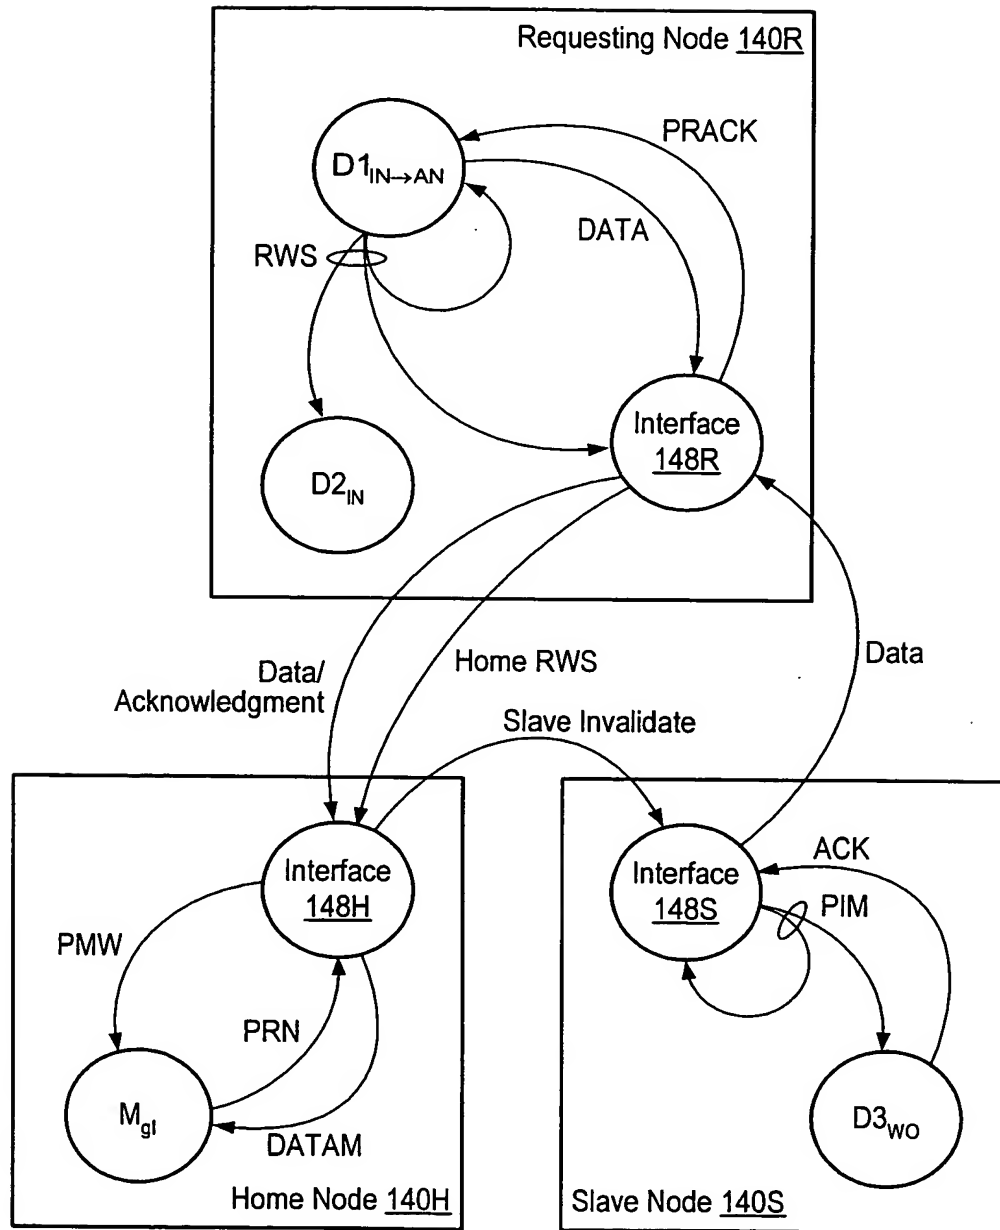 Requesting Node 140R
D1IN→AN
PRACK
DATA
RWS
Interface
148R
D2IN
Data/
Acknowledgment
Home RWS
Data
Slave Invalidate
Interface
148H
Interface
148S
ACK
PIM
PMW
PRN
Mgl
DATAM
D3WO
Home Node 140H
Slave Node 140S